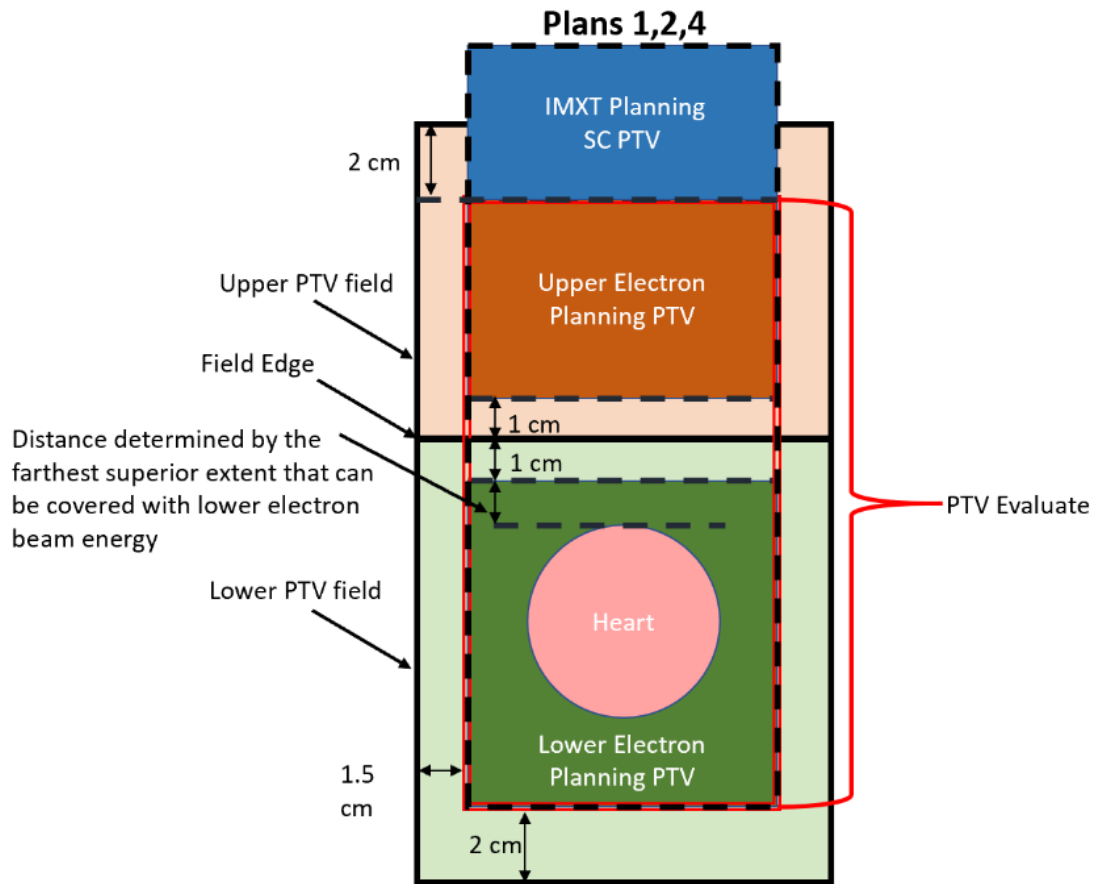 Plans 1,2,4
IMXT Planning
SC PTV
2 cm
Upper Electron
Planning PTV
Upper PTV field
Field Edge
1 cm
Distance determined by the
farthest superior extent that can
be covered with lower electron
beam energy
1 cm
PTV Evaluate
Lower PTV field
Heart
Lower Electron
Planning PTV
1.5
cm
2 cm